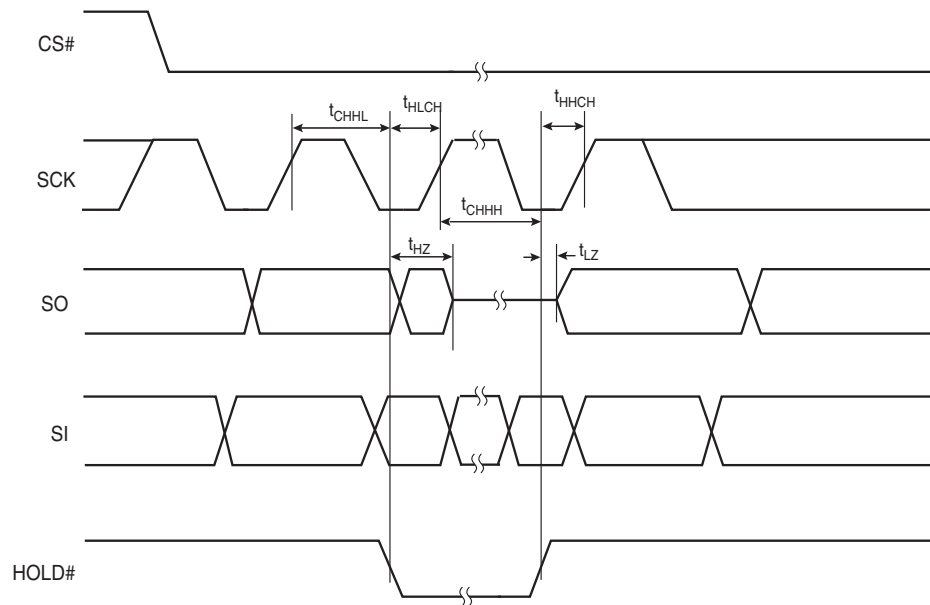 CS#
tCHHL
tHLCH
tHHCH
SCK
tCHHH
tHZ
tLZ
SO
SI
HOLD#